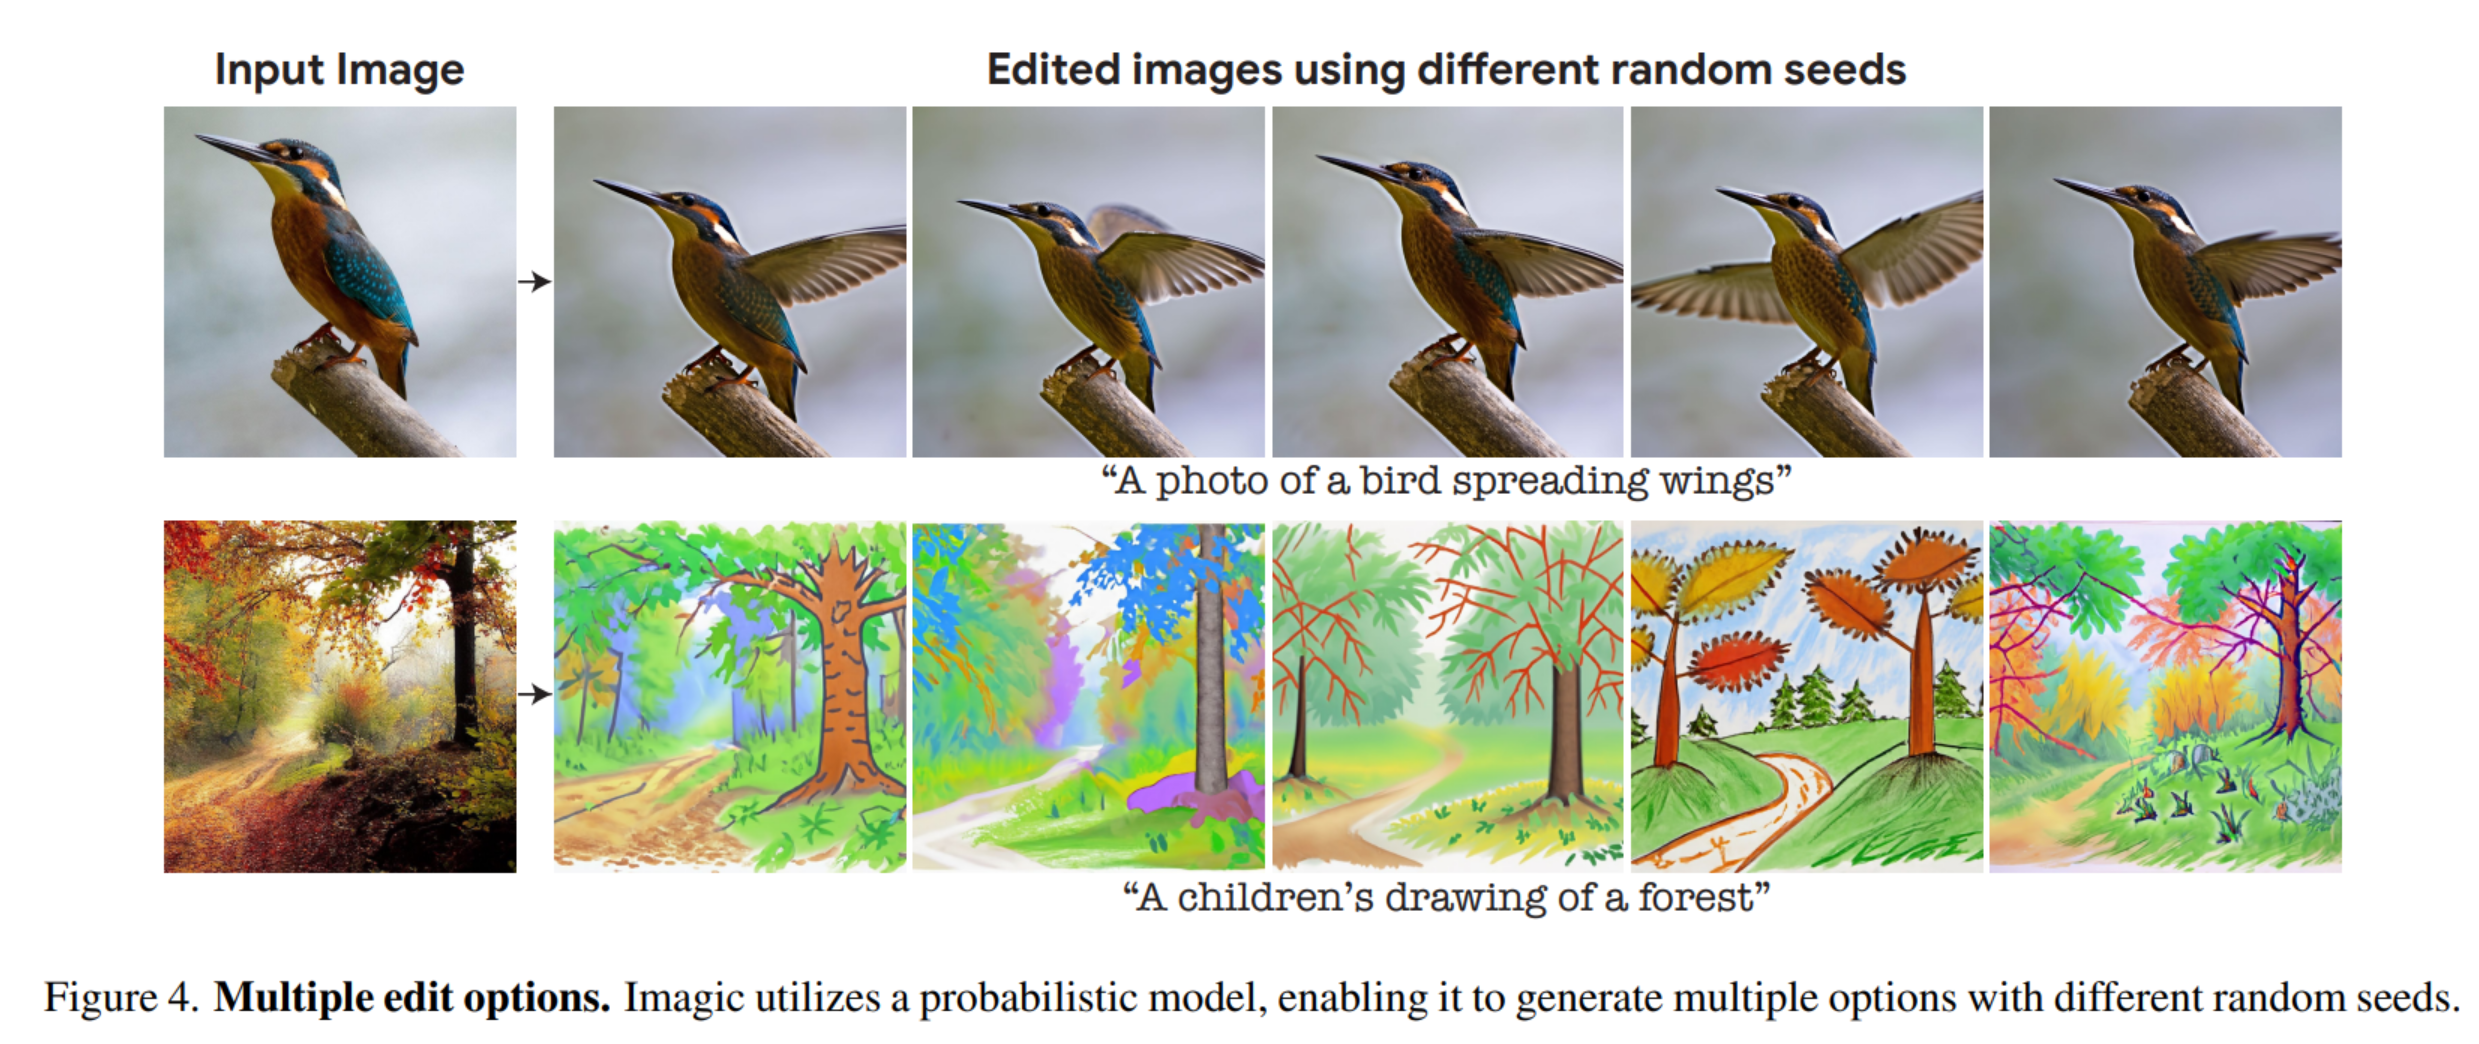 Input Image
Edited images using different random seeds
“A photo of a bird spreading wings”
“A children’s drawing of a forest”
Figure 4. Multiple edit options. Imagic utilizes a probabilistic model, enabling it to generate multiple options with different random seeds.